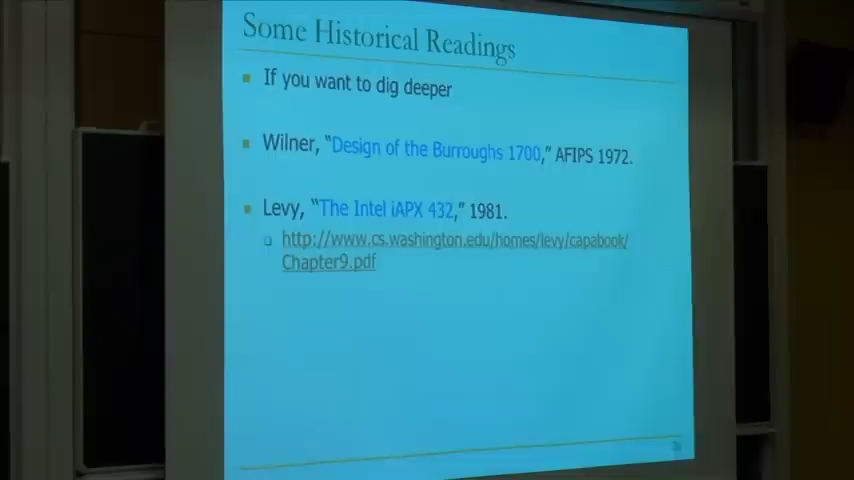 Some Historical Readings
If you want to dig deeper
Wilner, “Design of the Burroughs 1700,” AFIPS 1972.
Levy, “The Intel iAPX 432,” 1981.
http://www.cs.washington.edu/homes/levy/capabook/
Chapter9.pdf